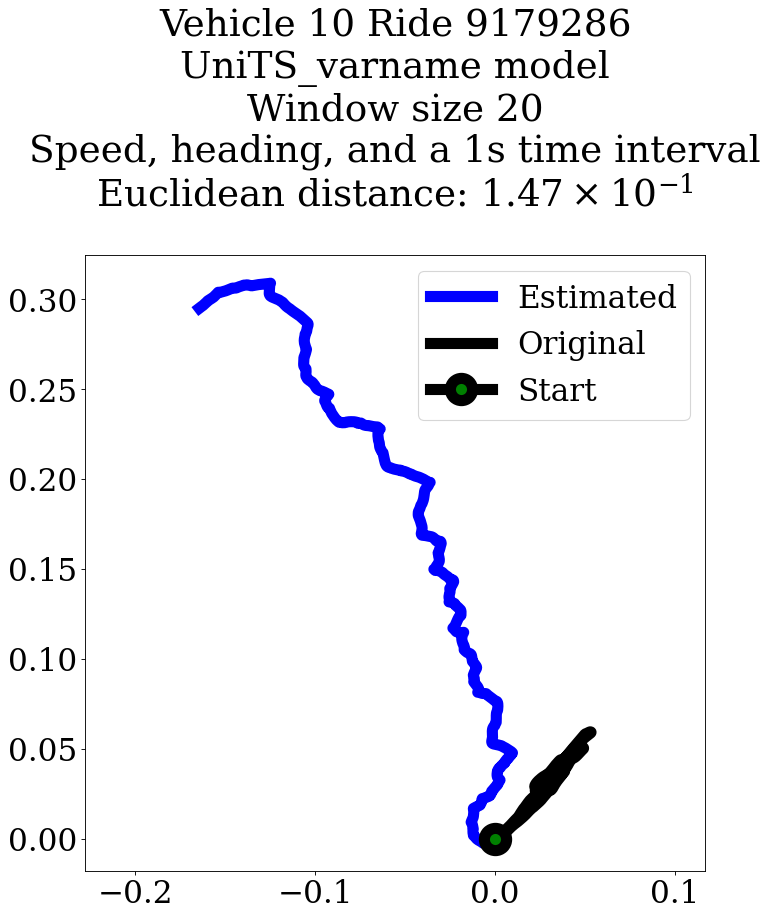 Vehicle 10 Ride 9179286
UniTS_varname model
Window size 20
Speed, heading, and a 1s time interval
Euclidean distance: 1.47 × 10⁻¹
Estimated
Original
Start
0.30
0.25
0.20
0.15
0.10
0.05
0.00
−0.2
−0.1
0.0
0.1